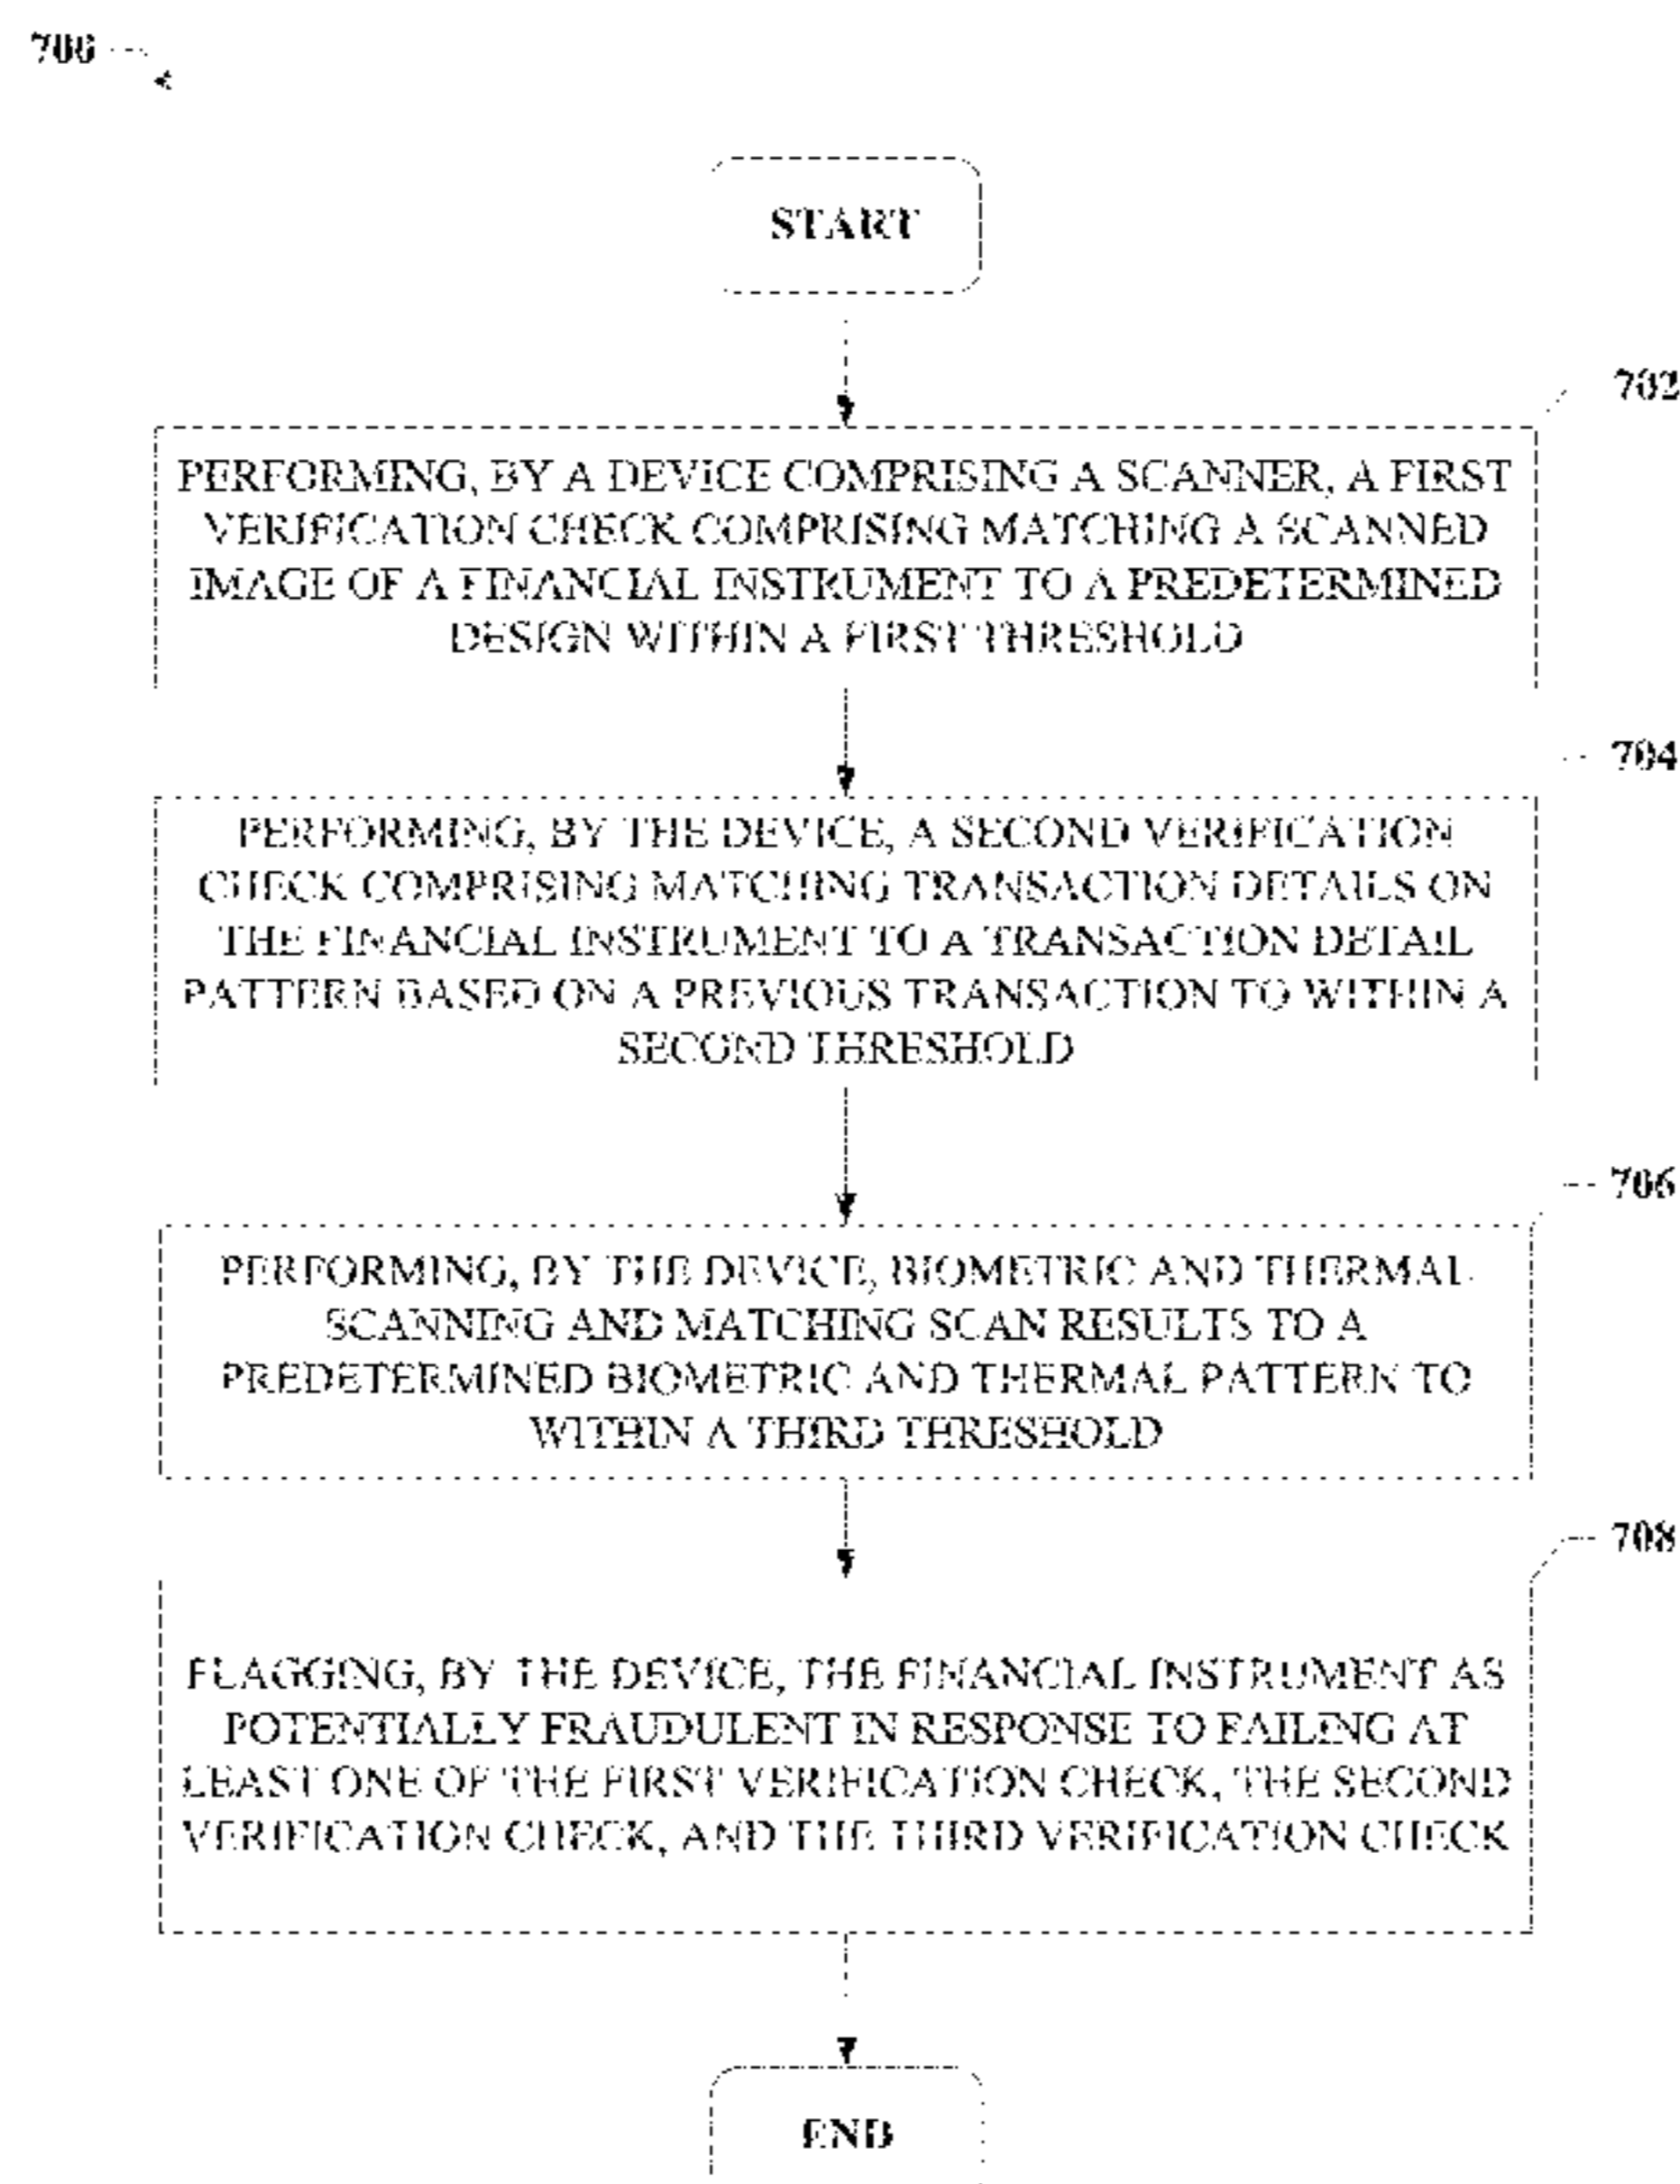 700
START
702
PERFORMING, BY A DEVICE COMPRISING A SCANNER, A FIRST
VERIFICATION CHECK COMPRISING MATCHING A SCANNED
IMAGE OF A FINANCIAL INSTRUMENT TO A PREDETERMINED
DESIGN WITHIN A FIRST THRESHOLD
704
PERFORMING, BY THE DEVICE, A SECOND VERIFICATION
CHECK COMPRISING MATCHING TRANSACTION DETAILS ON
THE FINANCIAL INSTRUMENT TO A TRANSACTION DETAIL
PATTERN BASED ON A PREVIOUS TRANSACTION TO WITHIN A
SECOND THRESHOLD
706
PERFORMING, BY THE DEVICE, BIOMETRIC AND THERMAL
SCANNING AND MATCHING SCAN RESULTS TO A
PREDETERMINED BIOMETRIC AND THERMAL PATTERN TO
WITHIN A THIRD THRESHOLD
708
FLAGGING, BY THE DEVICE, THE FINANCIAL INSTRUMENT AS
POTENTIALLY FRAUDULENT IN RESPONSE TO FAILING AT
LEAST ONE OF THE FIRST VERIFICATION CHECK, THE SECOND
VERIFICATION CHECK, AND THE THIRD VERIFICATION CHECK
END